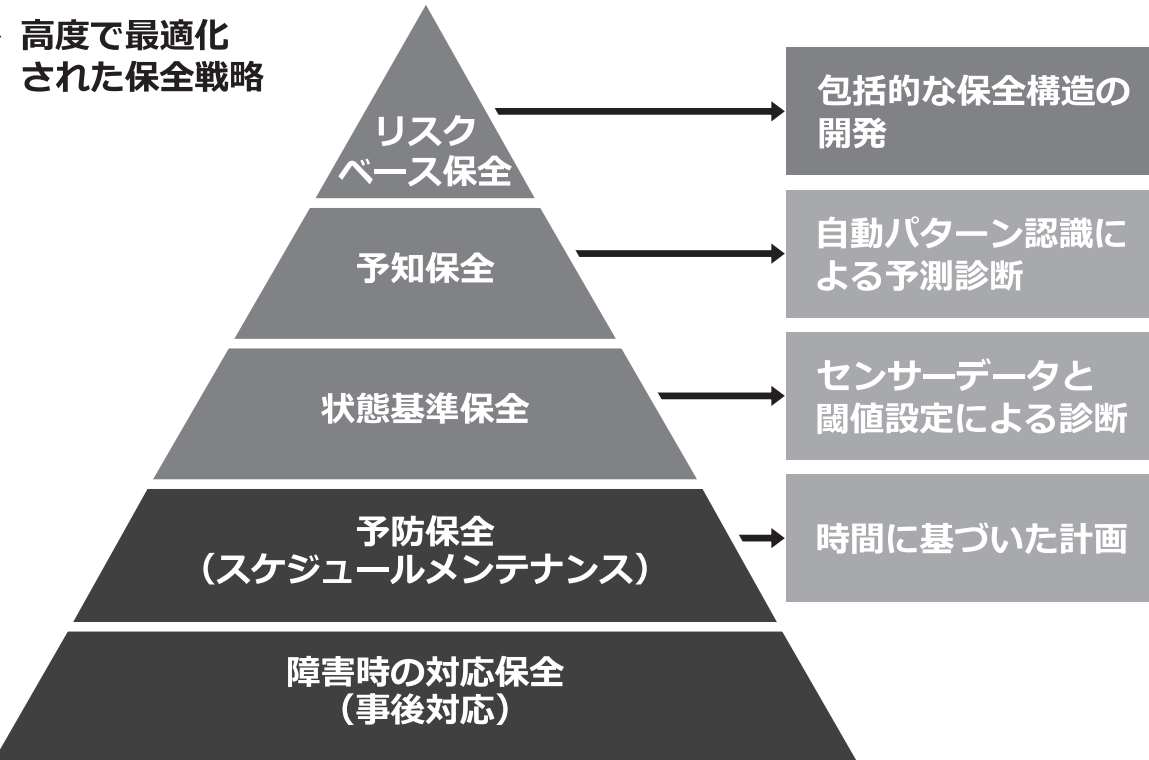 高度で最適化
された保全戦略
リスク
ベース保全
包括的な保全構造の
開発
予知保全
自動パターン認識に
よる予測診断
状態基準保全
センサーデータと
閾値設定による診断
予防保全
（スケジュールメンテナンス）
時間に基づいた計画
障害時の対応保全
（事後対応）